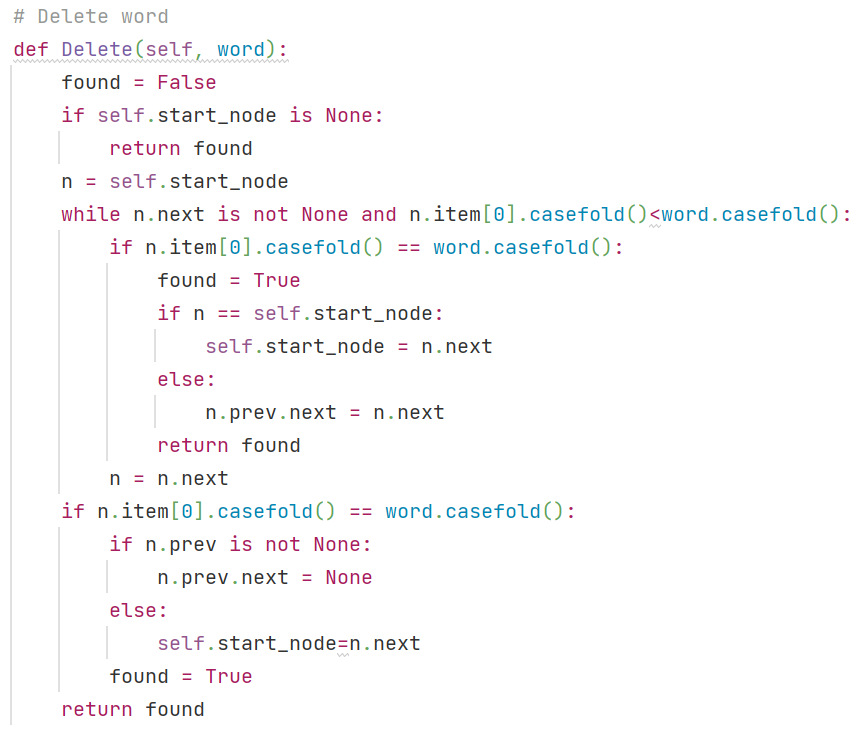 # Delete word
def Delete(self, word):
    found = False
    if self.start_node is None:
        return found
    n = self.start_node
    while n.next is not None and n.item[0].casefold()<word.casefold():
        if n.item[0].casefold() == word.casefold():
            found = True
            if n == self.start_node:
                self.start_node = n.next
            else:
                n.prev.next = n.next
            return found
        n = n.next
    if n.item[0].casefold() == word.casefold():
        if n.prev is not None:
            n.prev.next = None
        else:
            self.start_node=n.next
        found = True
    return found